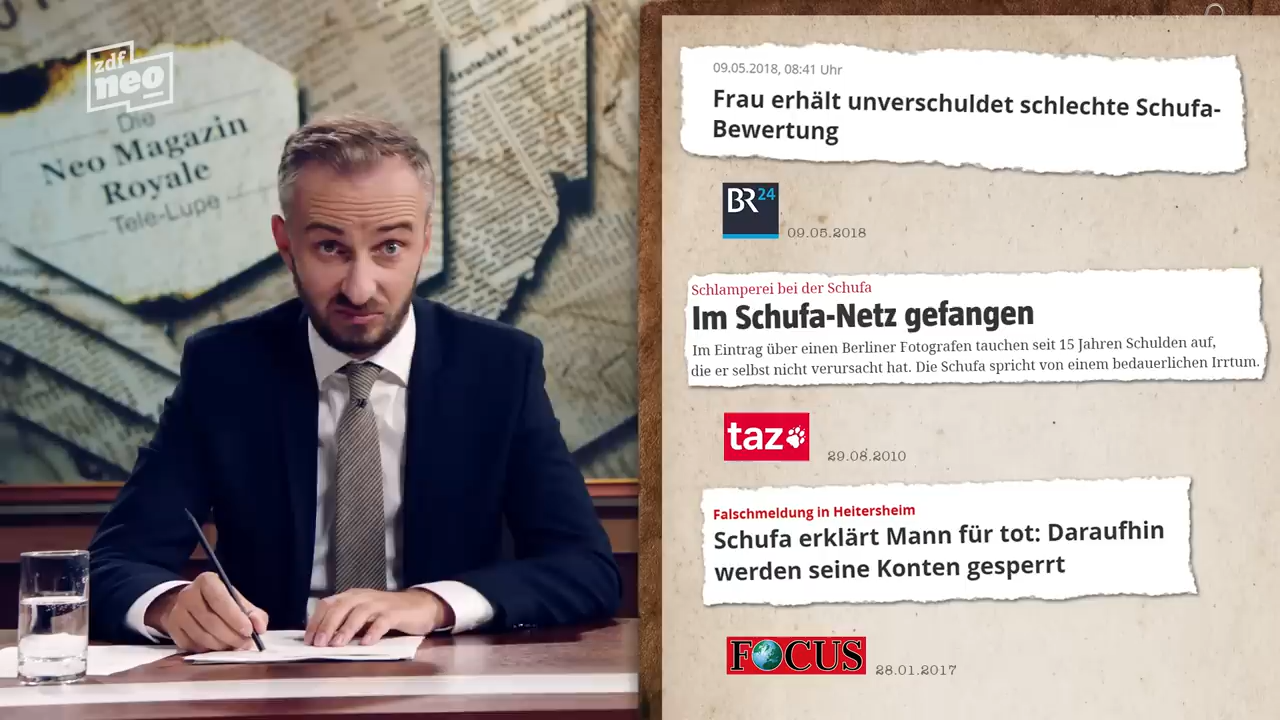 zdf
neo
Die
Neo Magazin
Royale
Tele-Lupe
deutscher Kulturbes
09.05.2018, 08:41 Uhr
Frau erhält unverschuldet schlechte Schufa-
Bewertung
BR24
09.05.2018
Schlamperei bei der Schufa
Im Schufa-Netz gefangen
Im Eintrag über einen Berliner Fotografen tauchen seit 15 Jahren Schulden auf,
die er selbst nicht verursacht hat. Die Schufa spricht von einem bedauerlichen Irrtum.
taz
29.08.2010
Falschmeldung in Heitersheim
Schufa erklärt Mann für tot: Daraufhin
werden seine Konten gesperrt
FOCUS
28.01.2017